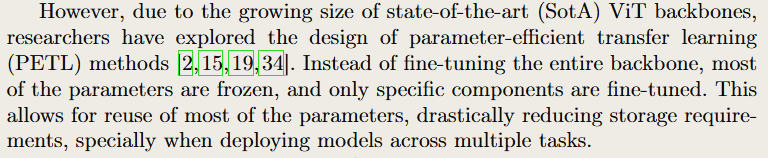 However, due to the growing size of state-of-the-art (SotA) ViT backbones,
researchers have explored the design of parameter-efficient transfer learning
(PETL) methods [2,15,19,34]. Instead of fine-tuning the entire backbone, most
of the parameters are frozen, and only specific components are fine-tuned. This
allows for reuse of most of the parameters, drastically reducing storage require-
ments, specially when deploying models across multiple tasks.